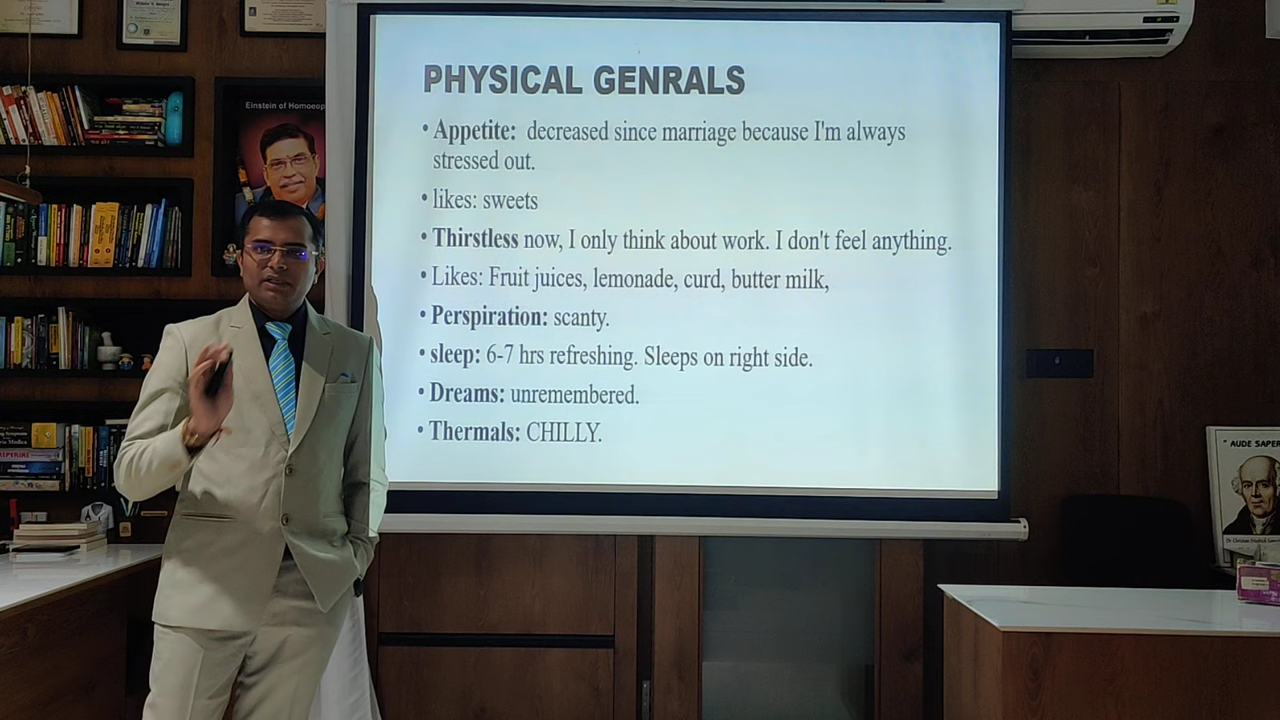 Einstein of Homoeop
PHYSICAL GENRALS
• Appetite: decreased since marriage because I'm always
stressed out.
• likes: sweets
• Thirstless now, I only think about work. I don't feel anything.
• Likes: Fruit juices, lemonade, curd, butter milk,
• Perspiration: scanty.
• sleep: 6-7 hrs refreshing. Sleeps on right side.
• Dreams: unremembered.
• Thermals: CHILLY.
" AUDE SAPER